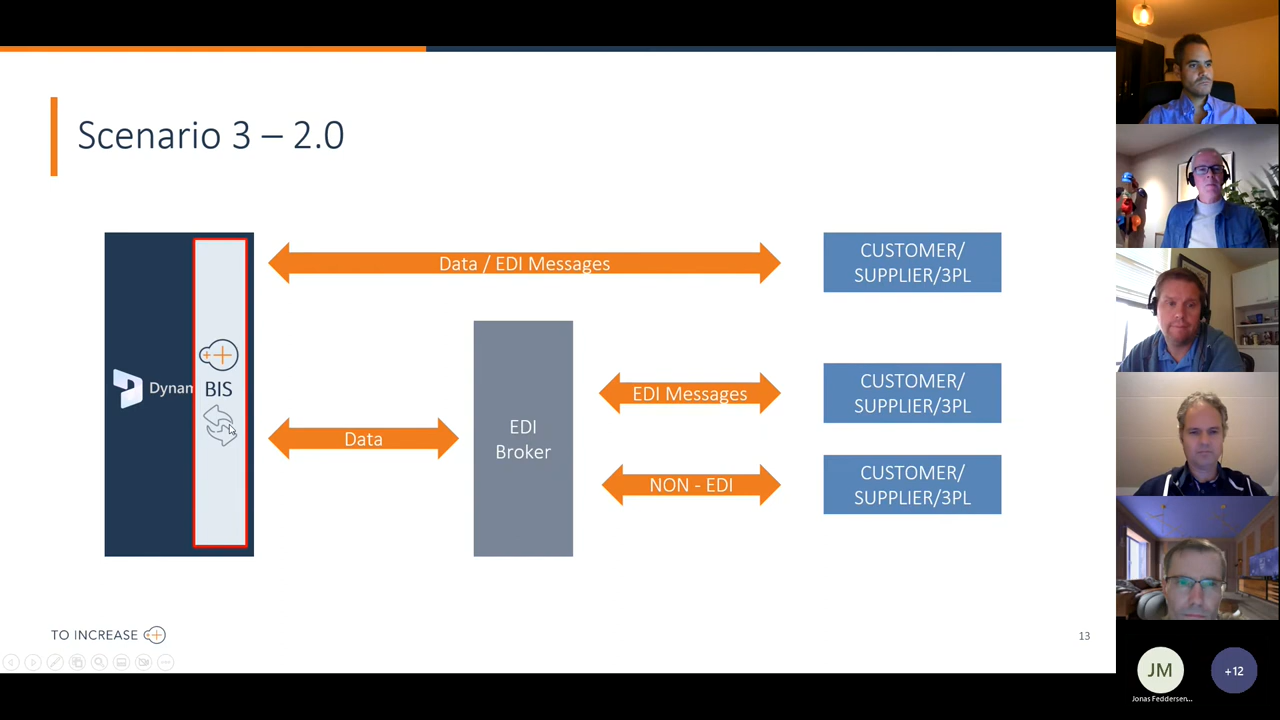 Scenario 3 – 2.0
Data / EDI Messages
CUSTOMER/
SUPPLIER/3PL
Dynam
BIS
Data
EDI
Broker
EDI Messages
CUSTOMER/
SUPPLIER/3PL
NON - EDI
CUSTOMER/
SUPPLIER/3PL
TO INCREASE
13
JM
Jonas Feddersen...
+12